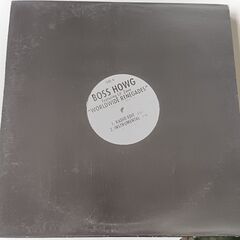 BOSS HOWG
"WORLDWIDE RENEGADES"
1. RADIO EDIT
2. INSTRUMENTAL